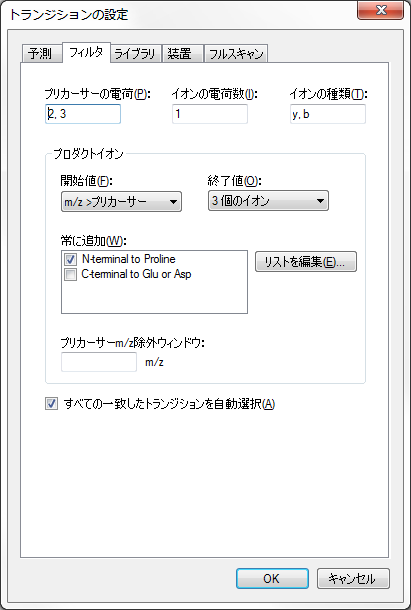 トランジションの設定
予測 フィルタ ライブラリ 装置 フルスキャン
プリカーサーの電荷(P): イオンの電荷数(I): イオンの種類(T):
2, 3 1 y, b
プロダクトイオン
開始値(F): 終了値(O):
m/z >プリカーサー 3 個のイオン
常に追加(W):
N-terminal to Proline
C-terminal to Glu or Asp
リストを編集(E)...
プリカーサーm/z除外ウィンドウ:
m/z
すべての一致したトランジションを自動選択(A)
OK キャンセル